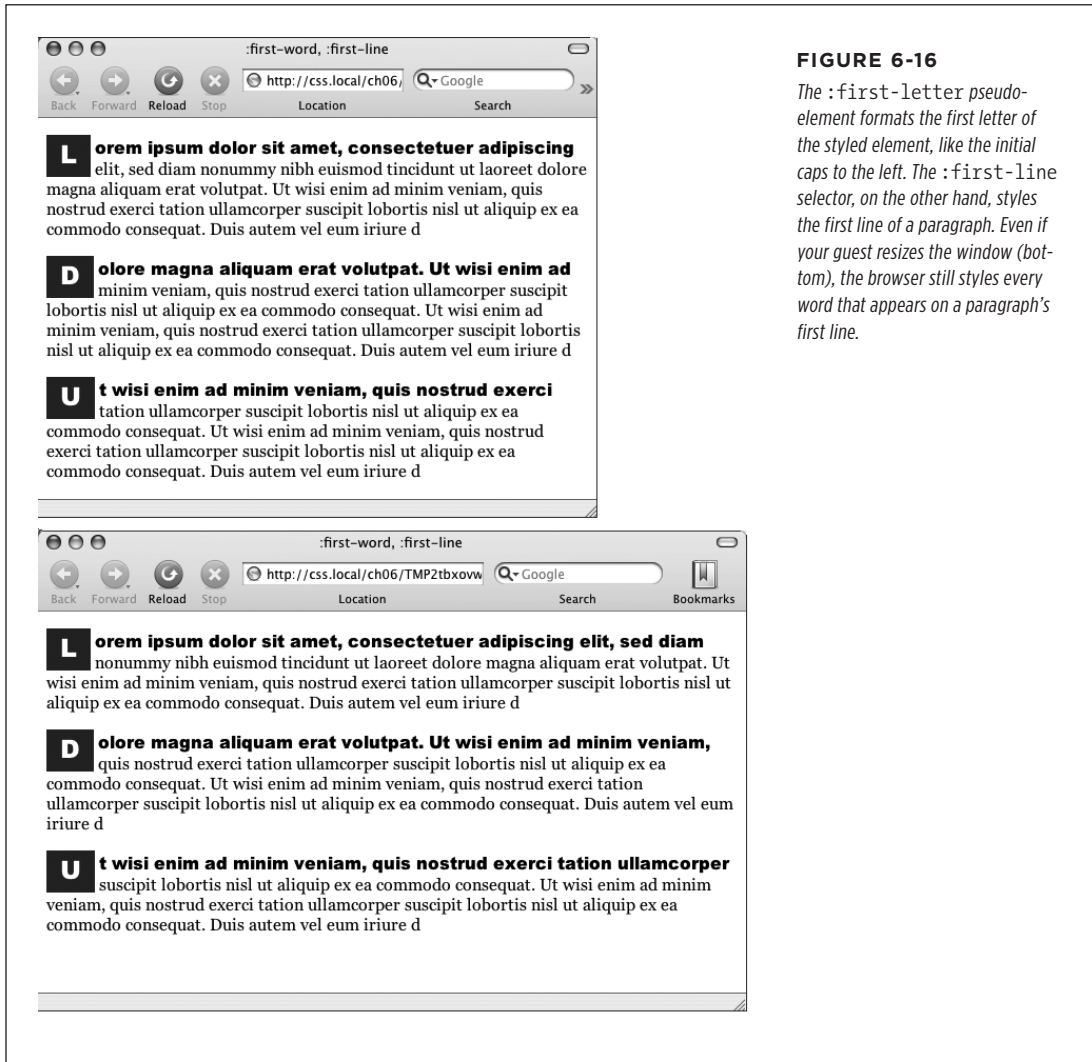 :first-word, :first-line
http://css.local/ch06/
Google
Back Forward Reload Stop Location Search
Lorem ipsum dolor sit amet, consectetuer adipiscing
elit, sed diam nonummy nibh euismod tincidunt ut laoreet dolore
magna aliquam erat volutpat. Ut wisi enim ad minim veniam, quis
nostrud exerci tation ullamcorper suscipit lobortis nisl ut aliquip ex ea
commodo consequat. Duis autem vel eum iriure d
Dolore magna aliquam erat volutpat. Ut wisi enim ad
minim veniam, quis nostrud exerci tation ullamcorper suscipit
lobortis nisl ut aliquip ex ea commodo consequat. Ut wisi enim ad
minim veniam, quis nostrud exerci tation ullamcorper suscipit lobortis
nisl ut aliquip ex ea commodo consequat. Duis autem vel eum iriure d
Ut wisi enim ad minim veniam, quis nostrud exerci
tation ullamcorper suscipit lobortis nisl ut aliquip ex ea
commodo consequat. Ut wisi enim ad minim veniam, quis nostrud
exerci tation ullamcorper suscipit lobortis nisl ut aliquip ex ea
commodo consequat. Duis autem vel eum iriure d
:first-word, :first-line
http://css.local/ch06/TMP2tbxovw
Google
Back Forward Reload Stop Location Search Bookmarks
Lorem ipsum dolor sit amet, consectetuer adipiscing elit, sed diam
nonummy nibh euismod tincidunt ut laoreet dolore magna aliquam erat volutpat. Ut
wisi enim ad minim veniam, quis nostrud exerci tation ullamcorper suscipit lobortis nisl ut
aliquip ex ea commodo consequat. Duis autem vel eum iriure d
Dolore magna aliquam erat volutpat. Ut wisi enim ad minim veniam,
quis nostrud exerci tation ullamcorper suscipit lobortis nisl ut aliquip ex ea
commodo consequat. Ut wisi enim ad minim veniam, quis nostrud exerci tation
ullamcorper suscipit lobortis nisl ut aliquip ex ea commodo consequat. Duis autem vel eum
iriure d
Ut wisi enim ad minim veniam, quis nostrud exerci tation ullamcorper
suscipit lobortis nisl ut aliquip ex ea commodo consequat. Ut wisi enim ad minim
veniam, quis nostrud exerci tation ullamcorper suscipit lobortis nisl ut aliquip ex ea
commodo consequat. Duis autem vel eum iriure d
FIGURE 6-16
The :first-letter pseudo-
element formats the first letter of
the styled element, like the initial
caps to the left. The :first-line
selector, on the other hand, styles
the first line of a paragraph. Even if
your guest resizes the window (bot-
tom), the browser still styles every
word that appears on a paragraph's
first line.